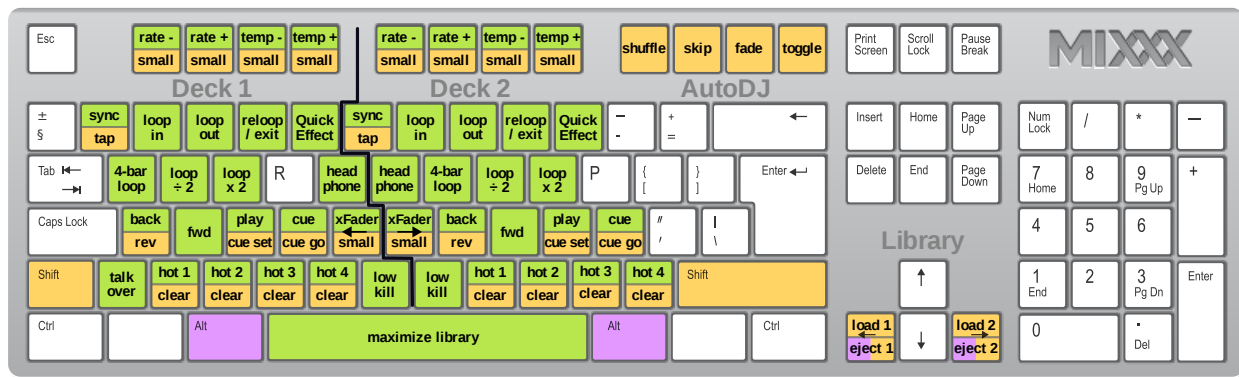 Esc
rate - rate + temp - temp +
small small small small
rate - rate + temp - temp +
small small small small
shuffle skip fade toggle
Print Screen
Scroll Lock
Pause Break
MIXXX
Deck 1
Deck 2
AutoDJ
± §
sync tap
loop in
loop out
reloop / exit
Quick Effect
sync tap
loop in
loop out
reloop / exit
Quick Effect
– -
+ =
←
Insert
Home
Page Up
Num Lock
/
*
—
Tab
4-bar loop
loop ÷ 2
loop x 2
R
head phone
head phone
4-bar loop
loop ÷ 2
loop x 2
P
{ [
} ]
Enter
Delete
End
Page Down
7 Home
8
9 Pg Up
+
Caps Lock
back rev
fwd
play cue set
cue cue go
xFader ← small
xFader → small
back rev
fwd
play cue set
cue cue go
" '
| \
Library
4
5
6
Shift
talk over
hot 1 clear
hot 2 clear
hot 3 clear
hot 4 clear
low kill
low kill
hot 1 clear
hot 2 clear
hot 3 clear
hot 4 clear
Shift
↑
1 End
2
3 Pg Dn
Enter
Ctrl
Alt
maximize library
Alt
Ctrl
load 1 ← eject 1
↓
load 2 → eject 2
0
. Del